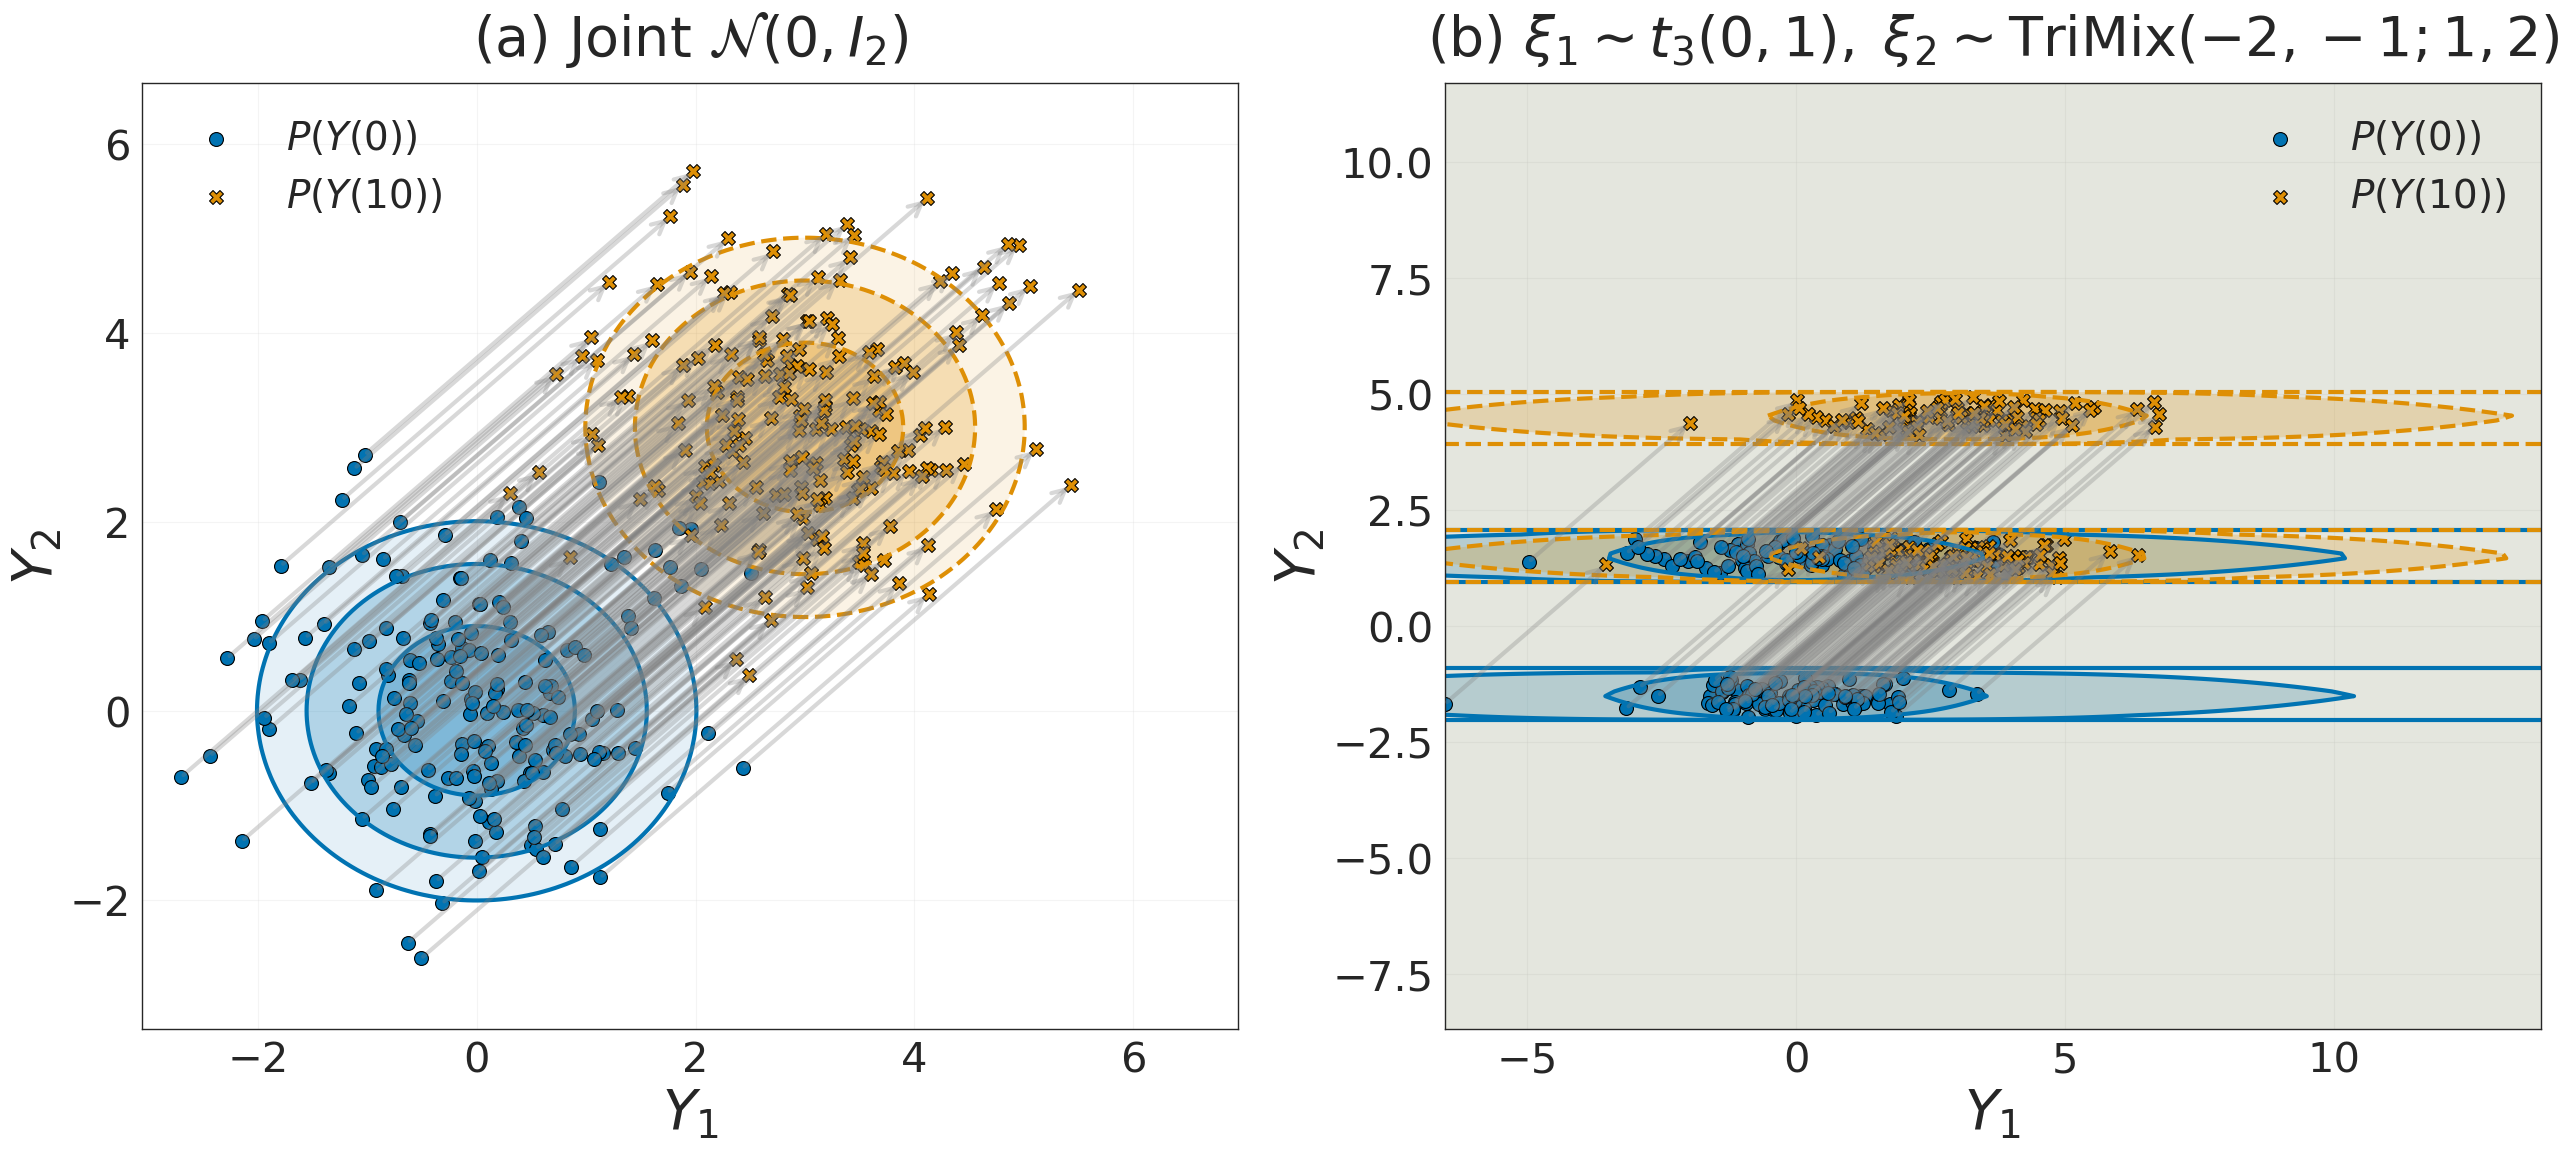 (a) Joint 𝒩(0, I₂)
6
4
2
0
−2
Y₂
−2 0 2 4 6
Y₁
P(Y(0))
P(Y(10))
(b) ξ₁ ∼ t₃(0, 1), ξ₂ ∼ TriMix(−2, −1; 1, 2)
10.0
7.5
5.0
2.5
0.0
−2.5
−5.0
−7.5
Y₂
−5 0 5 10
Y₁
P(Y(0))
P(Y(10))